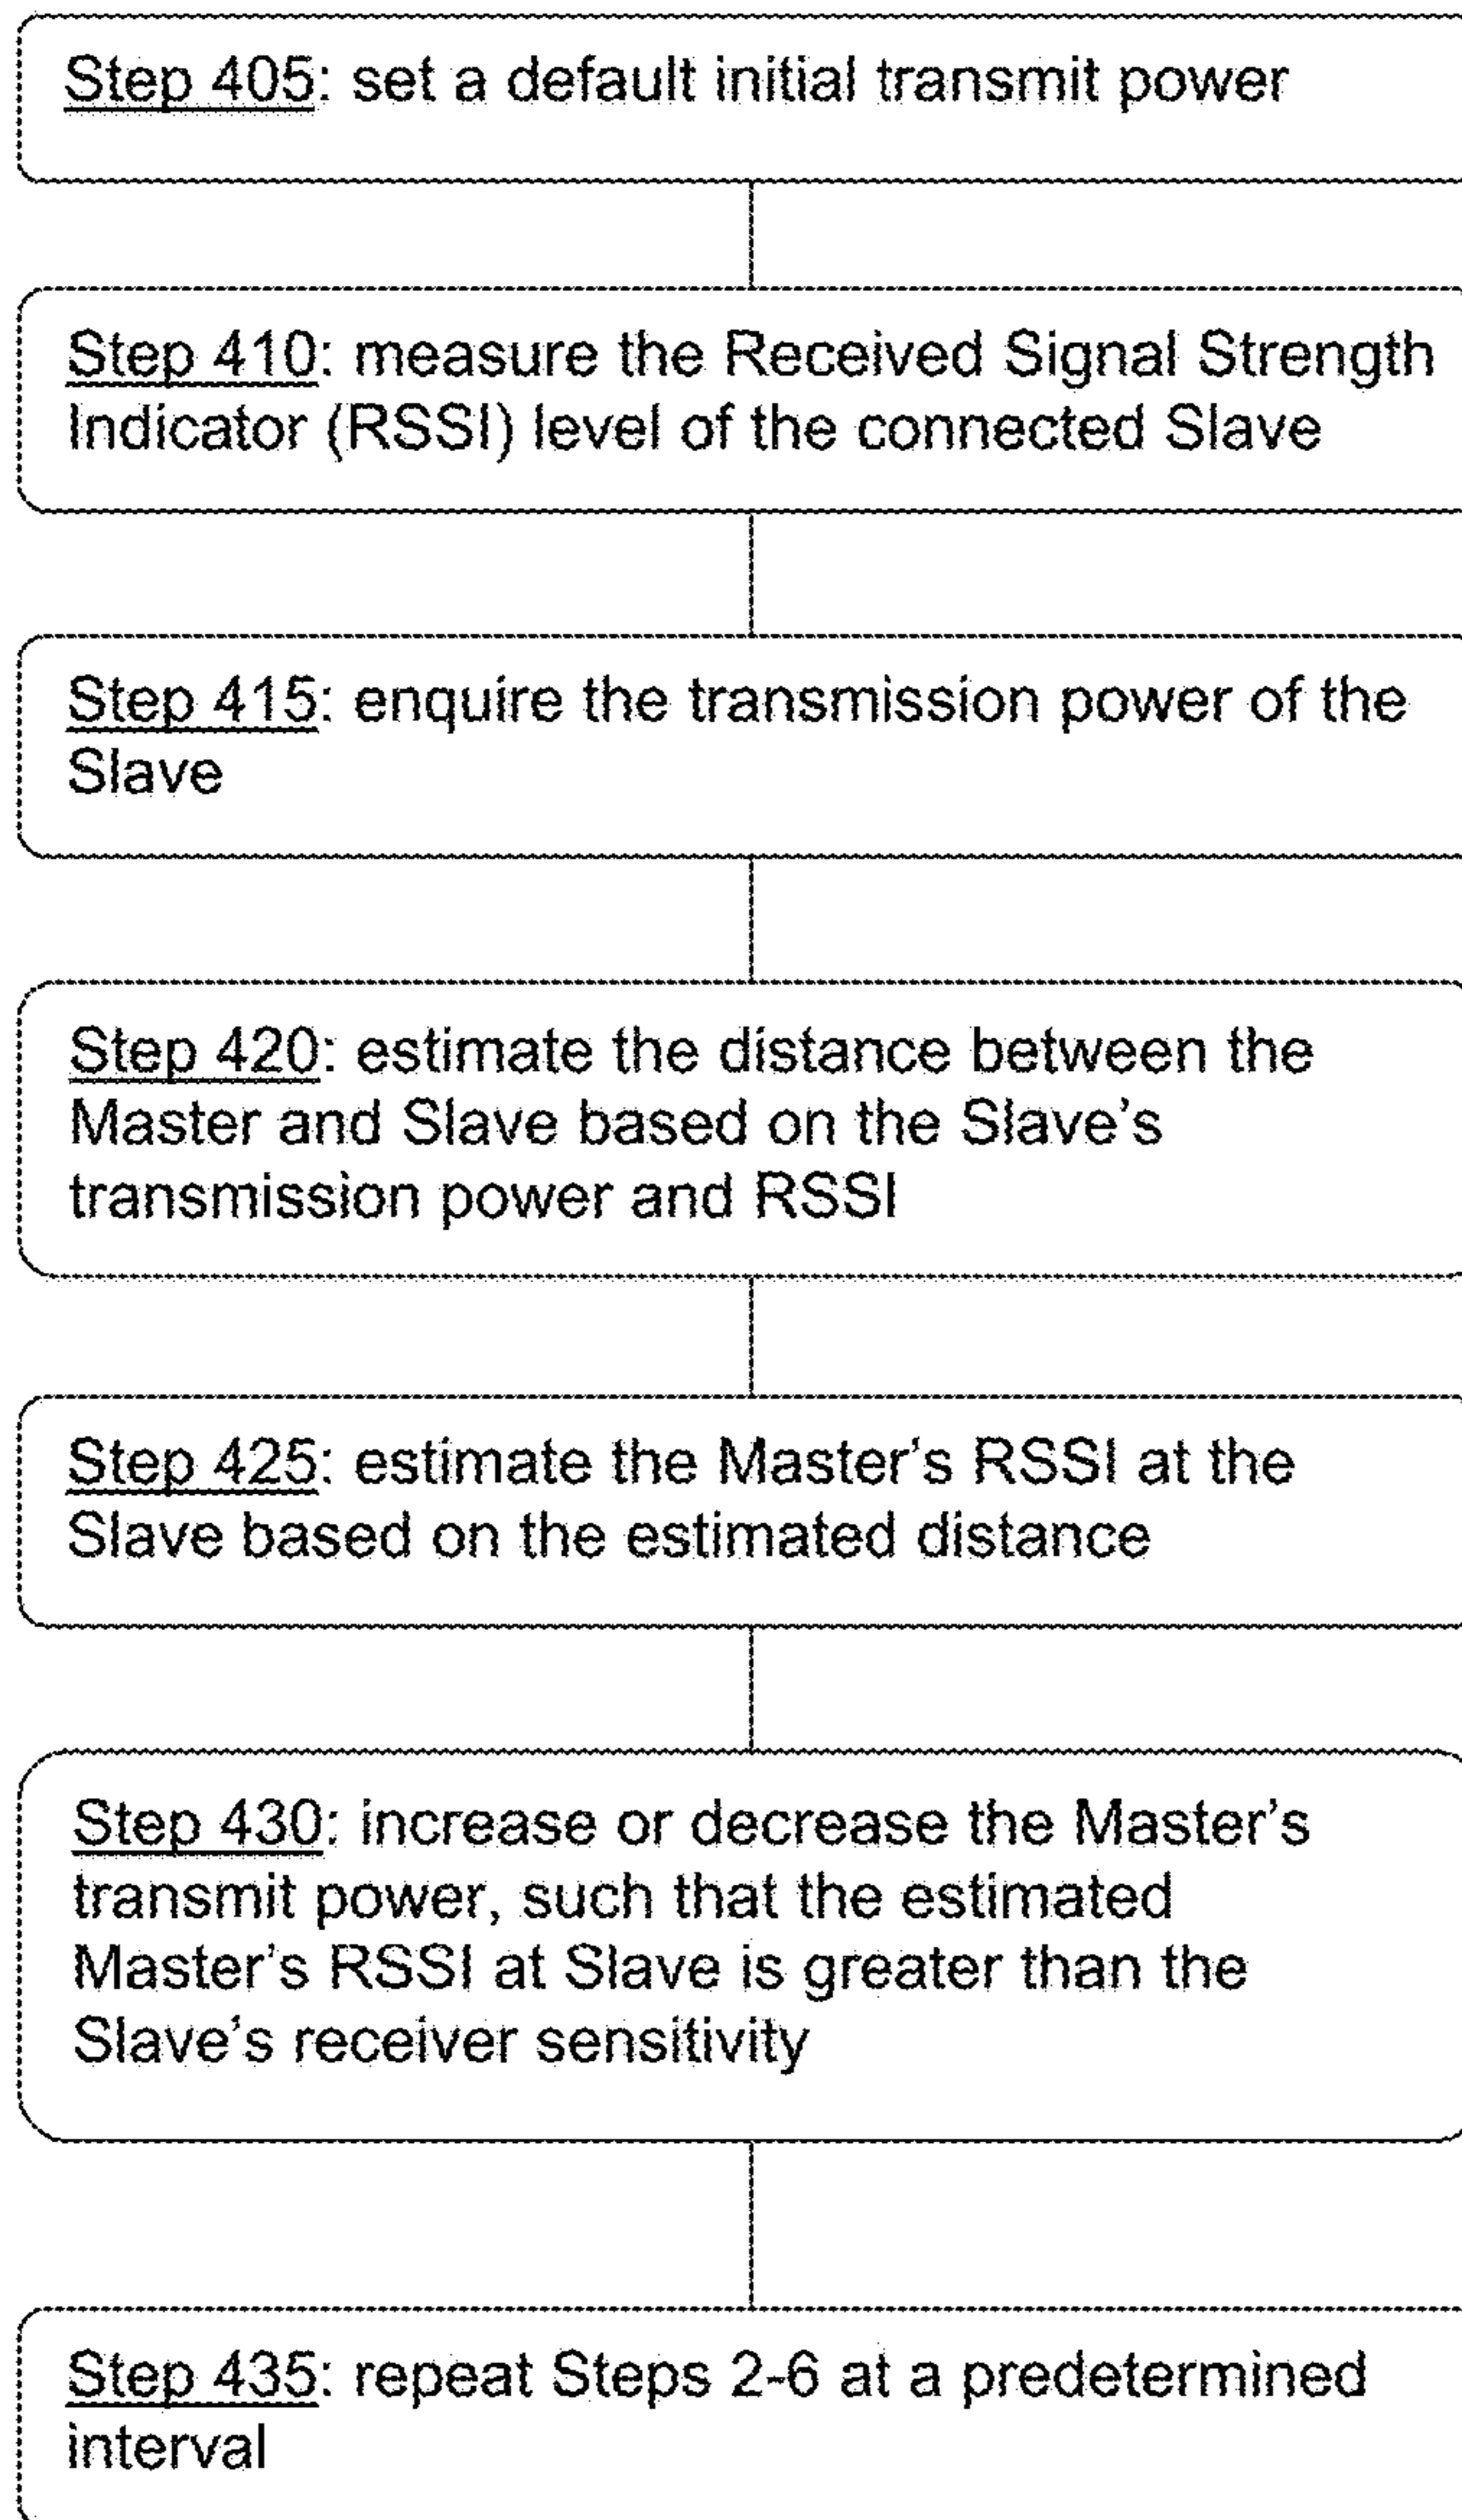 Step 405: set a default initial transmit power
Step 410: measure the Received Signal Strength
Indicator (RSSI) level of the connected Slave
Step 415: enquire the transmission power of the
Slave
Step 420: estimate the distance between the
Master and Slave based on the Slave's
transmission power and RSSI
Step 425: estimate the Master's RSSI at the
Slave based on the estimated distance
Step 430: increase or decrease the Master's
transmit power, such that the estimated
Master's RSSI at Slave is greater than the
Slave's receiver sensitivity
Step 435: repeat Steps 2-6 at a predetermined
interval